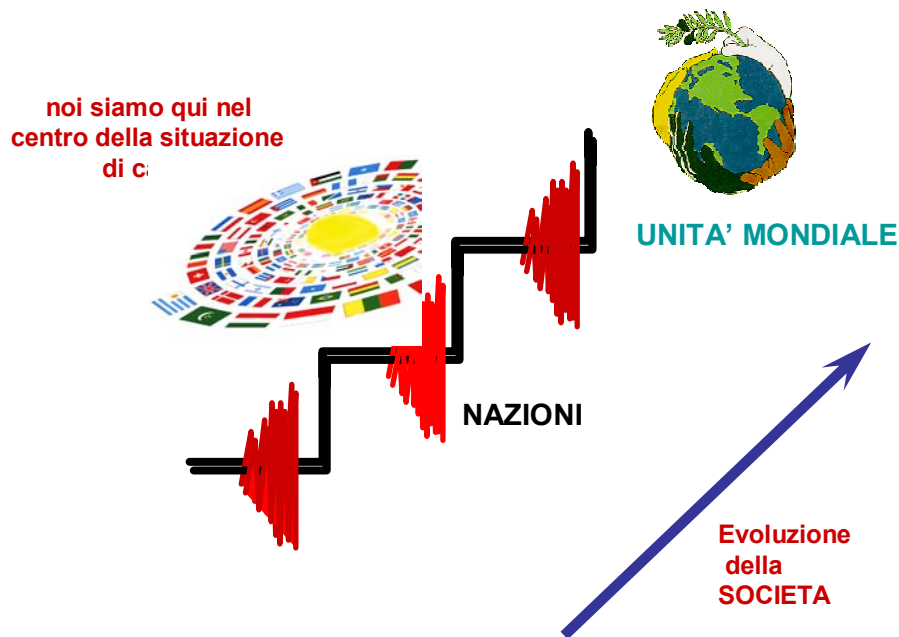 noi siamo qui nel
centro della situazione
di
UNITA’ MONDIALE
NAZIONI
Evoluzione
della
SOCIETA